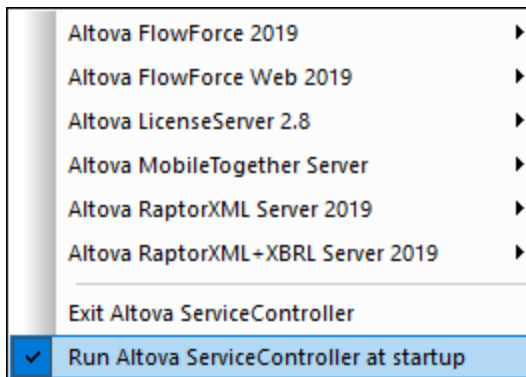 Altova FlowForce 2019
Altova FlowForce Web 2019
Altova LicenseServer 2.8
Altova MobileTogether Server
Altova RaptorXML Server 2019
Altova RaptorXML+XBRL Server 2019
Exit Altova ServiceController
Run Altova ServiceController at startup